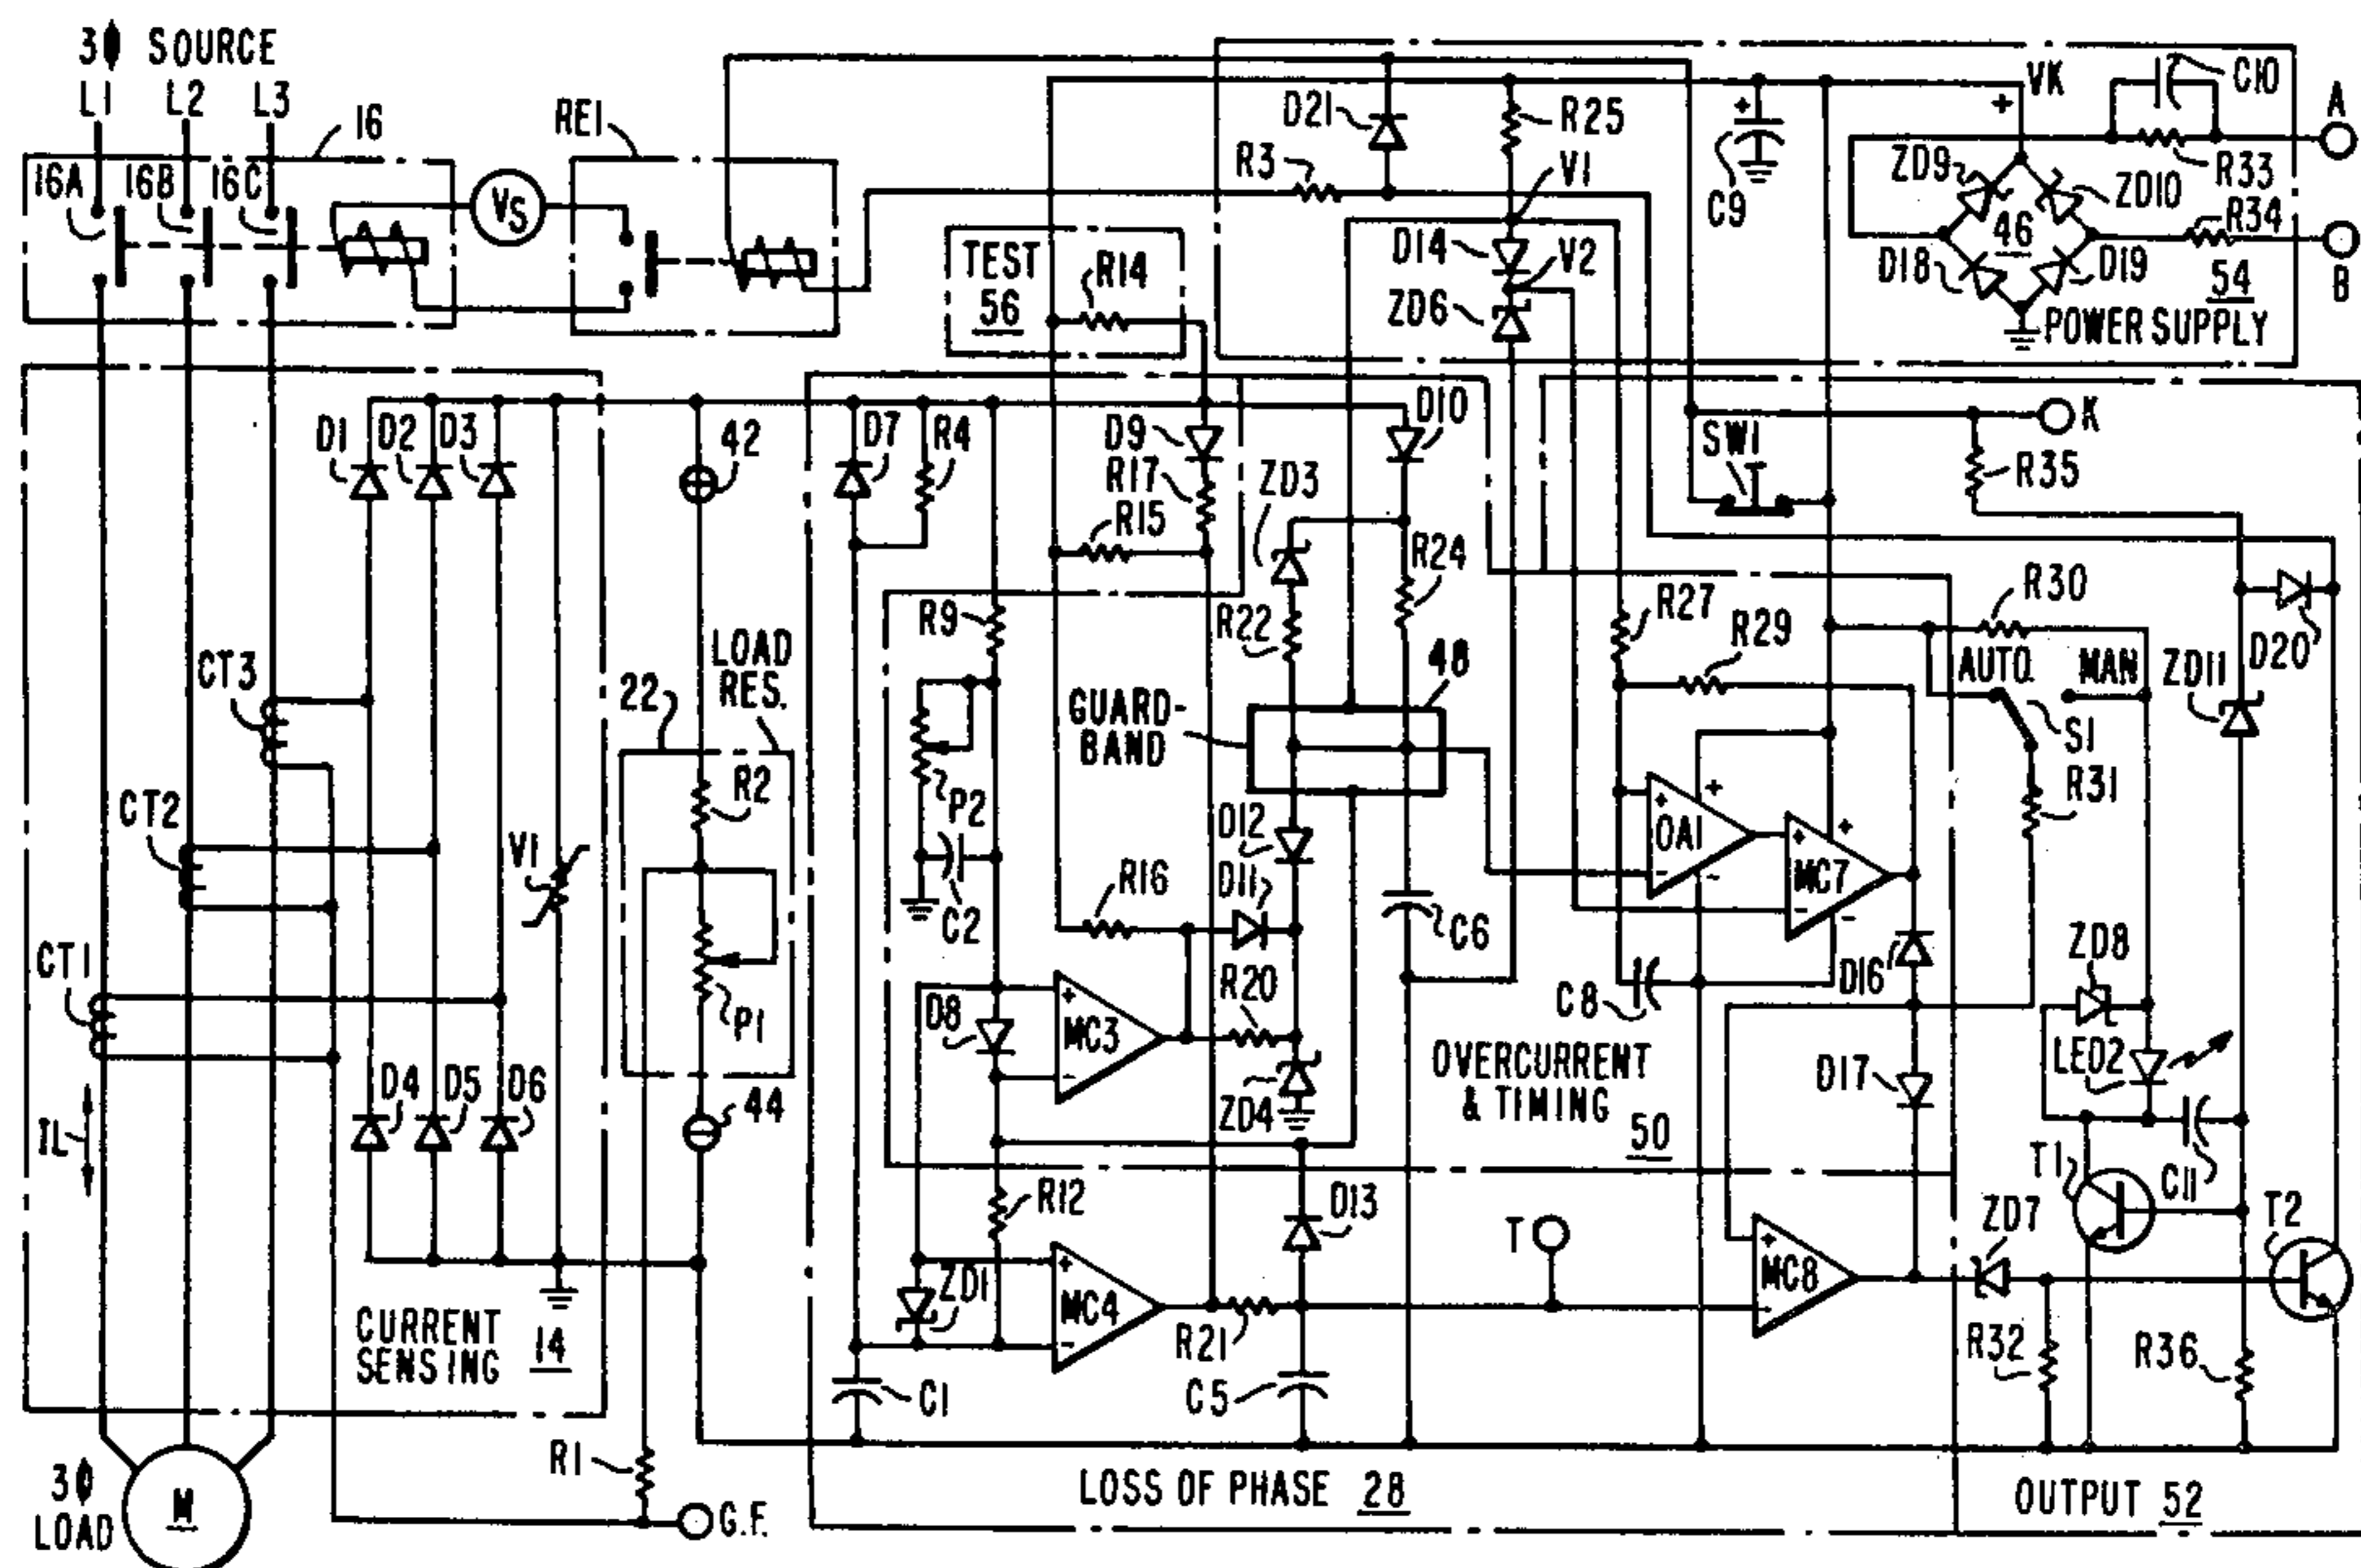 3ϕ SOURCE
L1 L2 L3
16
RE1
16A 16B 16C
VS
D21
R3
R25
V1
C9
+
VK
+
C10
A
ZD9
ZD10
R33
R34
46
D18
D19
54
B
POWER SUPPLY
TEST
56
R14
D14
V2
ZD6
D1 D2 D3
42
D7
R4
D9
R17
R15
ZD3
D10
R24
SW1
K
R35
R9
R22
R27
R29
R30
AUTO
MAN
D20
ZD11
S1
R31
CT3
LOAD
RES.
22
R2
GUARD-
BAND
48
P2
C2
CT2
V1
P1
R16
D12
D11
C6
+
-
OA1
+
-
+
-
MC7
+
-
D16
C8
ZD8
LED2
CT1
D8
+
-
MC3
R20
ZD4
OVERCURRENT
& TIMING
50
D17
IL
D4 D5 D6
44
R12
D13
T
T1
C11
T2
ZD7
ZD1
+
-
MC4
R21
+
-
MC8
R32
R36
CURRENT
SENSING 14
C1
C5
R1
3ϕ
LOAD
M
G.F.
LOSS OF PHASE 28
OUTPUT 52